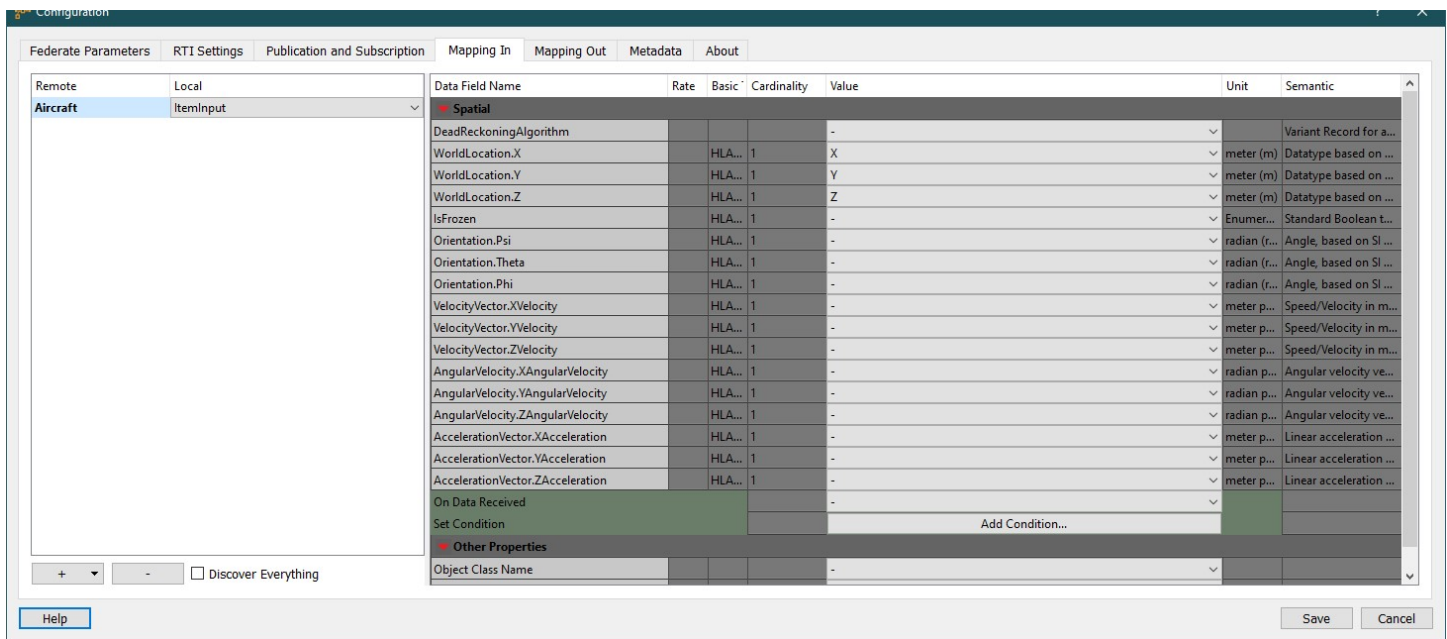 Configuration ? ×
Federate Parameters RTI Settings Publication and Subscription Mapping In Mapping Out Metadata About
Remote Local
Aircraft ItemInput
Data Field Name Rate Basic Cardinality Value Unit Semantic
Spatial
DeadReckoningAlgorithm - Variant Record for a...
WorldLocation.X HLA... 1 X meter (m) Datatype based on ...
WorldLocation.Y HLA... 1 Y meter (m) Datatype based on ...
WorldLocation.Z HLA... 1 Z meter (m) Datatype based on ...
IsFrozen HLA... 1 - Enumer... Standard Boolean t...
Orientation.Psi HLA... 1 - radian (r... Angle, based on SI ...
Orientation.Theta HLA... 1 - radian (r... Angle, based on SI ...
Orientation.Phi HLA... 1 - radian (r... Angle, based on SI ...
VelocityVector.XVelocity HLA... 1 - meter p... Speed/Velocity in m...
VelocityVector.YVelocity HLA... 1 - meter p... Speed/Velocity in m...
VelocityVector.ZVelocity HLA... 1 - meter p... Speed/Velocity in m...
AngularVelocity.XAngularVelocity HLA... 1 - radian p... Angular velocity ve...
AngularVelocity.YAngularVelocity HLA... 1 - radian p... Angular velocity ve...
AngularVelocity.ZAngularVelocity HLA... 1 - radian p... Angular velocity ve...
AccelerationVector.XAcceleration HLA... 1 - meter p... Linear acceleration ...
AccelerationVector.YAcceleration HLA... 1 - meter p... Linear acceleration ...
AccelerationVector.ZAcceleration HLA... 1 - meter p... Linear acceleration ...
On Data Received -
Set Condition Add Condition...
Other Properties
Object Class Name -
+ - Discover Everything
Help Save Cancel